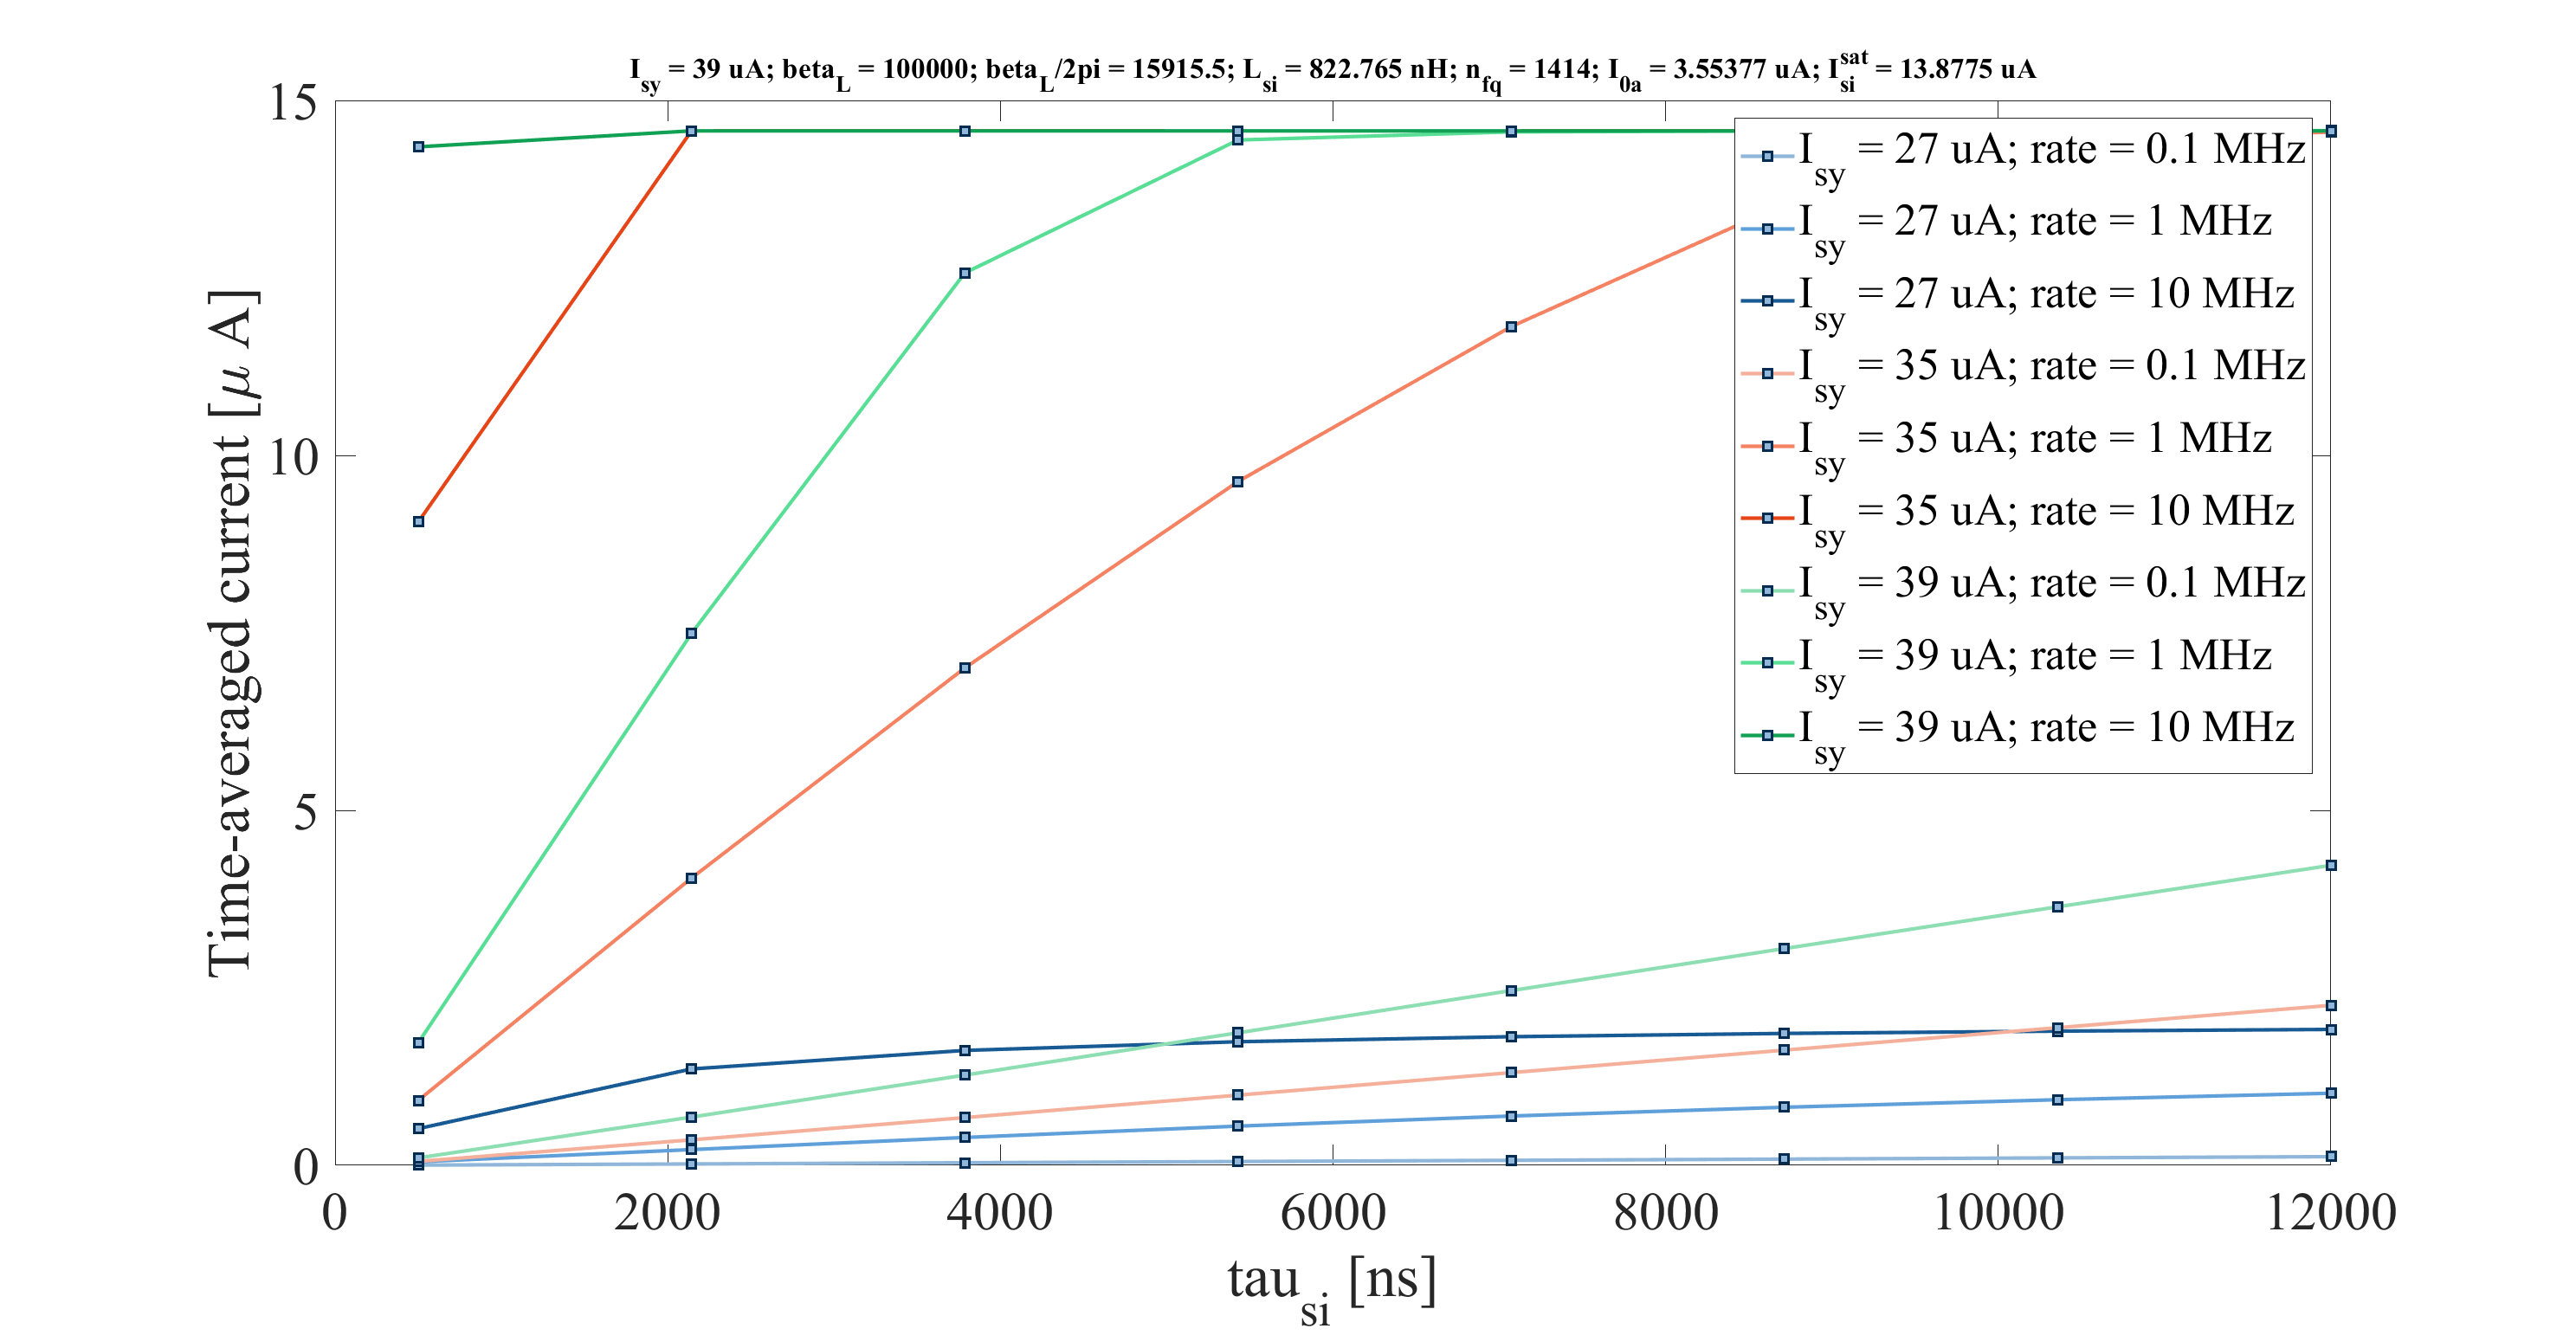 I_sy = 39 uA; beta_L = 100000; beta_L/2pi = 15915.5; L_si = 822.765 nH; n_fq = 1414; I_0a = 3.55377 uA; I_si^sat = 13.8775 uA
15
10
5
0
Time-averaged current [μ A]
I_sy = 27 uA; rate = 0.1 MHz
I_sy = 27 uA; rate = 1 MHz
I_sy = 27 uA; rate = 10 MHz
I_sy = 35 uA; rate = 0.1 MHz
I_sy = 35 uA; rate = 1 MHz
I_sy = 35 uA; rate = 10 MHz
I_sy = 39 uA; rate = 0.1 MHz
I_sy = 39 uA; rate = 1 MHz
I_sy = 39 uA; rate = 10 MHz
0 2000 4000 6000 8000 10000 12000
tau_si [ns]